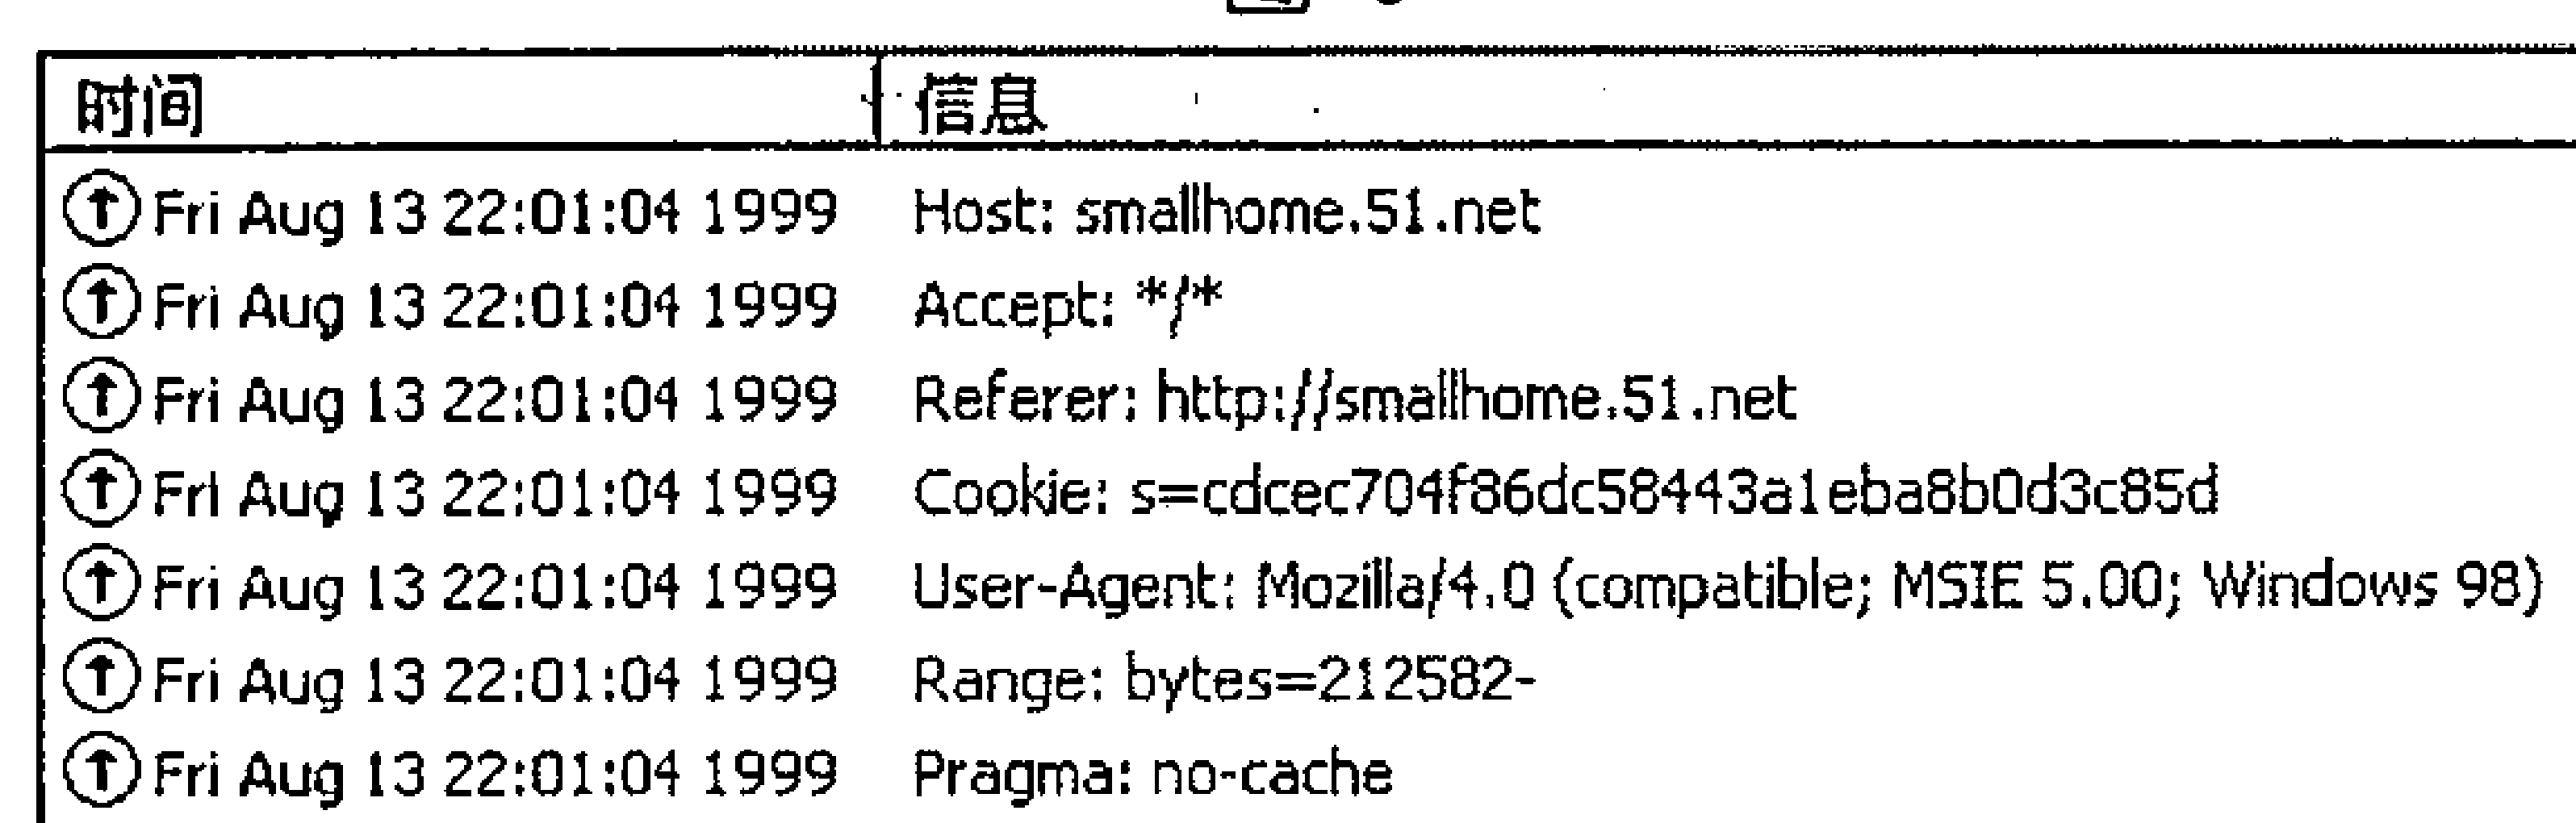 时间 信息
Fri Aug 13 22:01:04 1999 Host: smallhome.51.net
Fri Aug 13 22:01:04 1999 Accept: */*
Fri Aug 13 22:01:04 1999 Referer: http://smallhome.51.net
Fri Aug 13 22:01:04 1999 Cookie: s=cdcec704f86dc58443a1eba8b0d3c85d
Fri Aug 13 22:01:04 1999 User-Agent: Mozilla/4.0 (compatible; MSIE 5.00; Windows 98)
Fri Aug 13 22:01:04 1999 Range: bytes=212582-
Fri Aug 13 22:01:04 1999 Pragma: no-cache